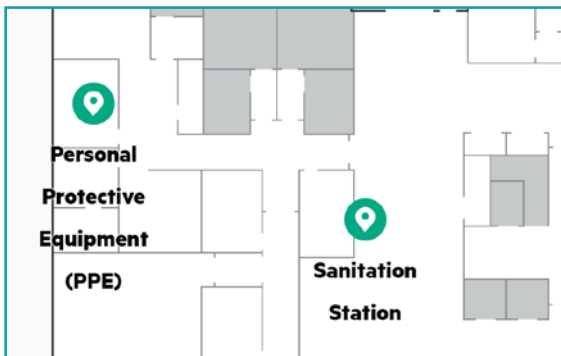 Personal
Protective
Equipment
(PPE)
Sanitation
Station